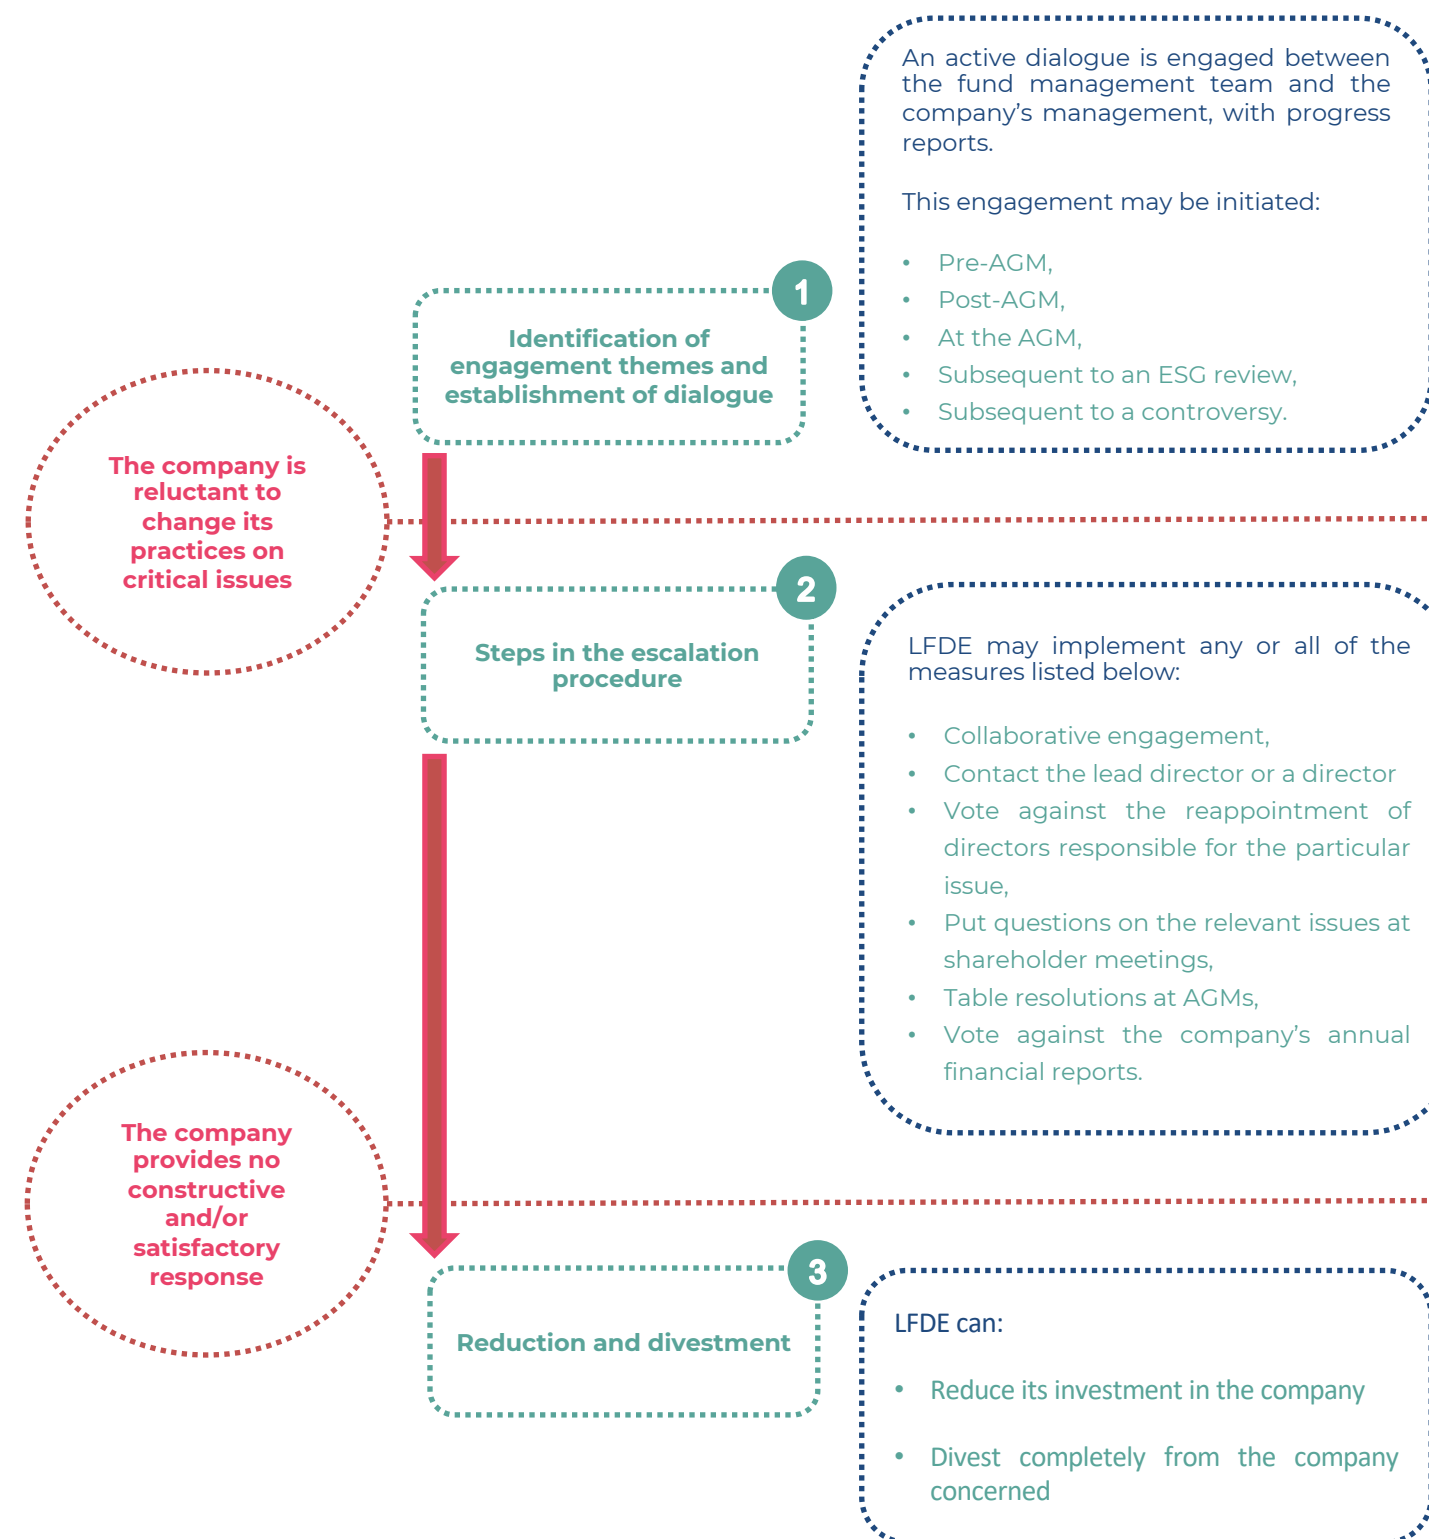 An active dialogue is engaged between
the fund management team and the
company’s management, with progress
reports.
This engagement may be initiated:
• Pre-AGM,
• Post-AGM,
• At the AGM,
• Subsequent to an ESG review,
• Subsequent to a controversy.
1
Identification of
engagement themes and
establishment of dialogue
The company is
reluctant to
change its
practices on
critical issues
2
Steps in the escalation
procedure
LFDE may implement any or all of the
measures listed below:
• Collaborative engagement,
• Contact the lead director or a director
• Vote against the reappointment of
directors responsible for the particular
issue,
• Put questions on the relevant issues at
shareholder meetings,
• Table resolutions at AGMs,
• Vote against the company’s annual
financial reports.
The company
provides no
constructive
and/or
satisfactory
response
3
Reduction and divestment
LFDE can:
• Reduce its investment in the company
• Divest completely from the company
concerned